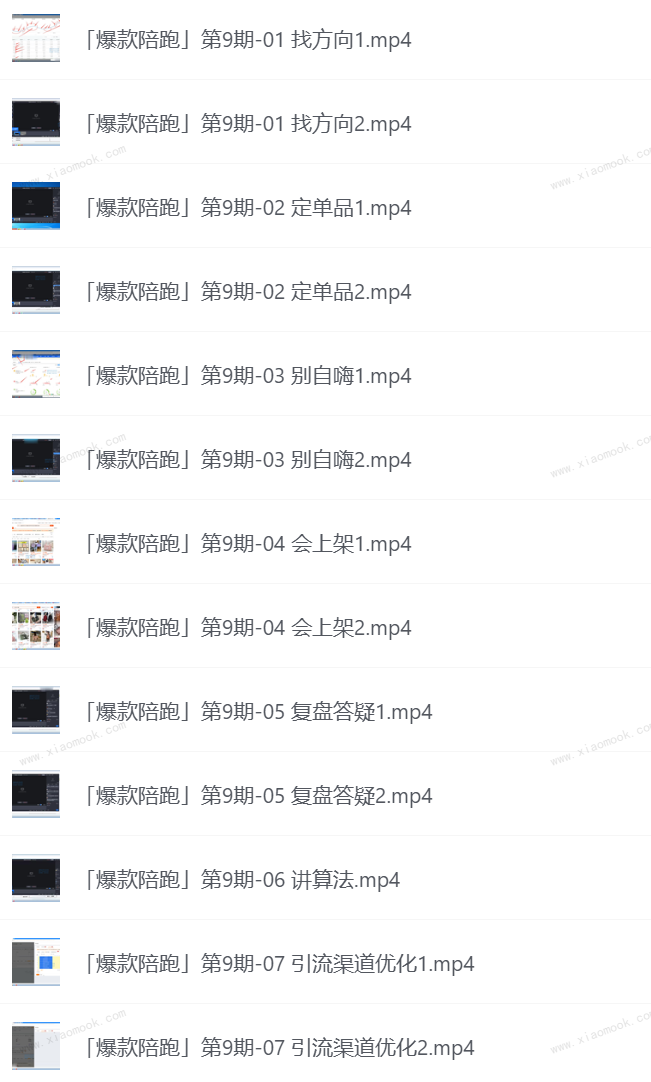 「爆款陪跑」第9期-01 找方向1.mp4
「爆款陪跑」第9期-01 找方向2.mp4
www.xiaomook.com
www.xiaomook.com
「爆款陪跑」第9期-02 定单品1.mp4
「爆款陪跑」第9期-02 定单品2.mp4
「爆款陪跑」第9期-03 别自嗨1.mp4
「爆款陪跑」第9期-03 别自嗨2.mp4
www.xiaomook.com
www.xiaomook.com
「爆款陪跑」第9期-04 会上架1.mp4
「爆款陪跑」第9期-04 会上架2.mp4
「爆款陪跑」第9期-05 复盘答疑1.mp4
www.xiaomook.com
www.xiaomook.com
「爆款陪跑」第9期-05 复盘答疑2.mp4
「爆款陪跑」第9期-06 讲算法.mp4
「爆款陪跑」第9期-07 引流渠道优化1.mp4
「爆款陪跑」第9期-07 引流渠道优化2.mp4
www.xiaomook.com
www.xiaomook.com